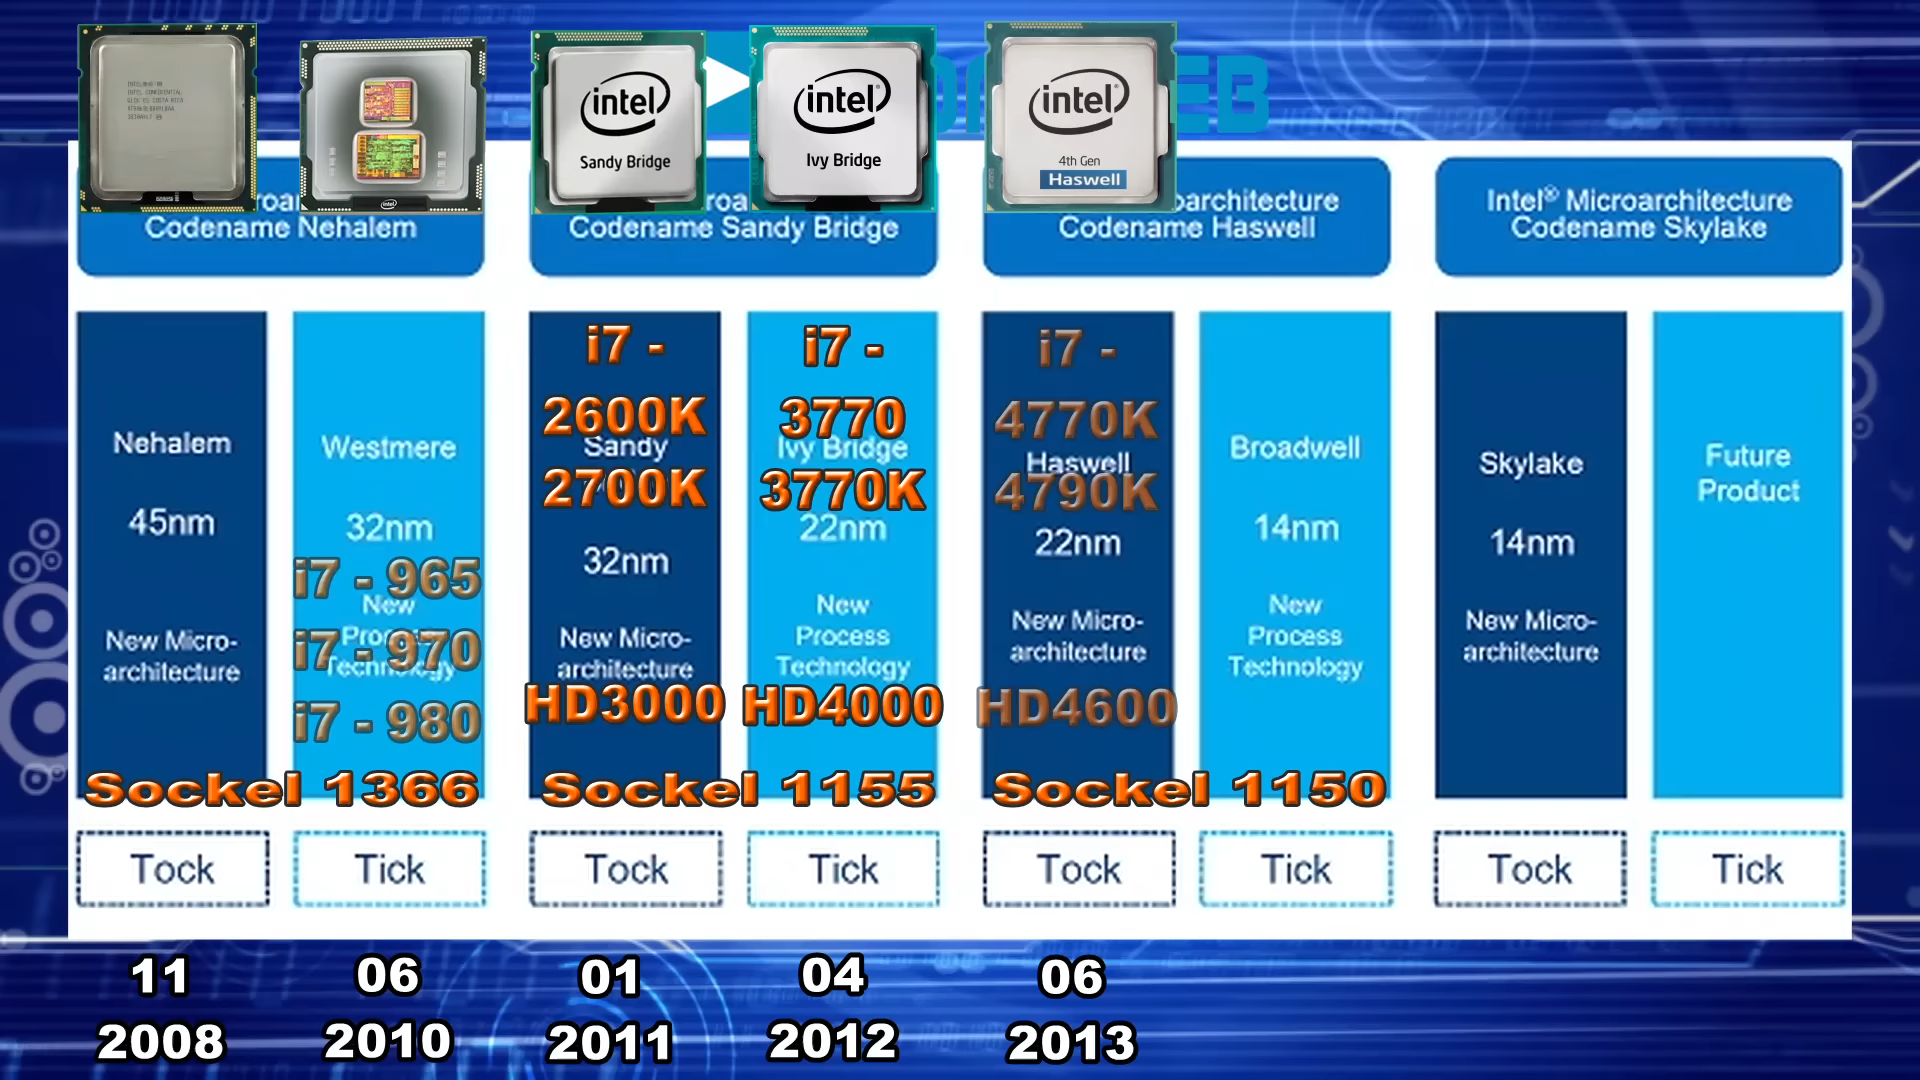 intel
Sandy Bridge
intel
Ivy Bridge
intel
4th Gen
Haswell
EB
Codename Nehalem
Codename Sandy Bridge
oarchitecture
Codename Haswell
Intel® Microarchitecture
Codename Skylake
Nehalem
45nm
New Micro-
architecture
Westmere
32nm
i7 - 965
New
i7 - 970
Technology
i7 - 980
Sockel 1366
i7 -
2600K
Sandy
2700K
32nm
New Micro-
architecture
HD3000
i7 -
3770
Ivy Bridge
3770K
22nm
New
Process
Technology
HD4000
Sockel 1155
i7 -
4770K
Haswell
4790K
22nm
New Micro-
architecture
HD4600
Broadwell
14nm
New
Process
Technology
Sockel 1150
Skylake
14nm
New Micro-
architecture
Future
Product
Tock
Tick
Tock
Tick
Tock
Tick
Tock
Tick
11
2008
06
2010
01
2011
04
2012
06
2013